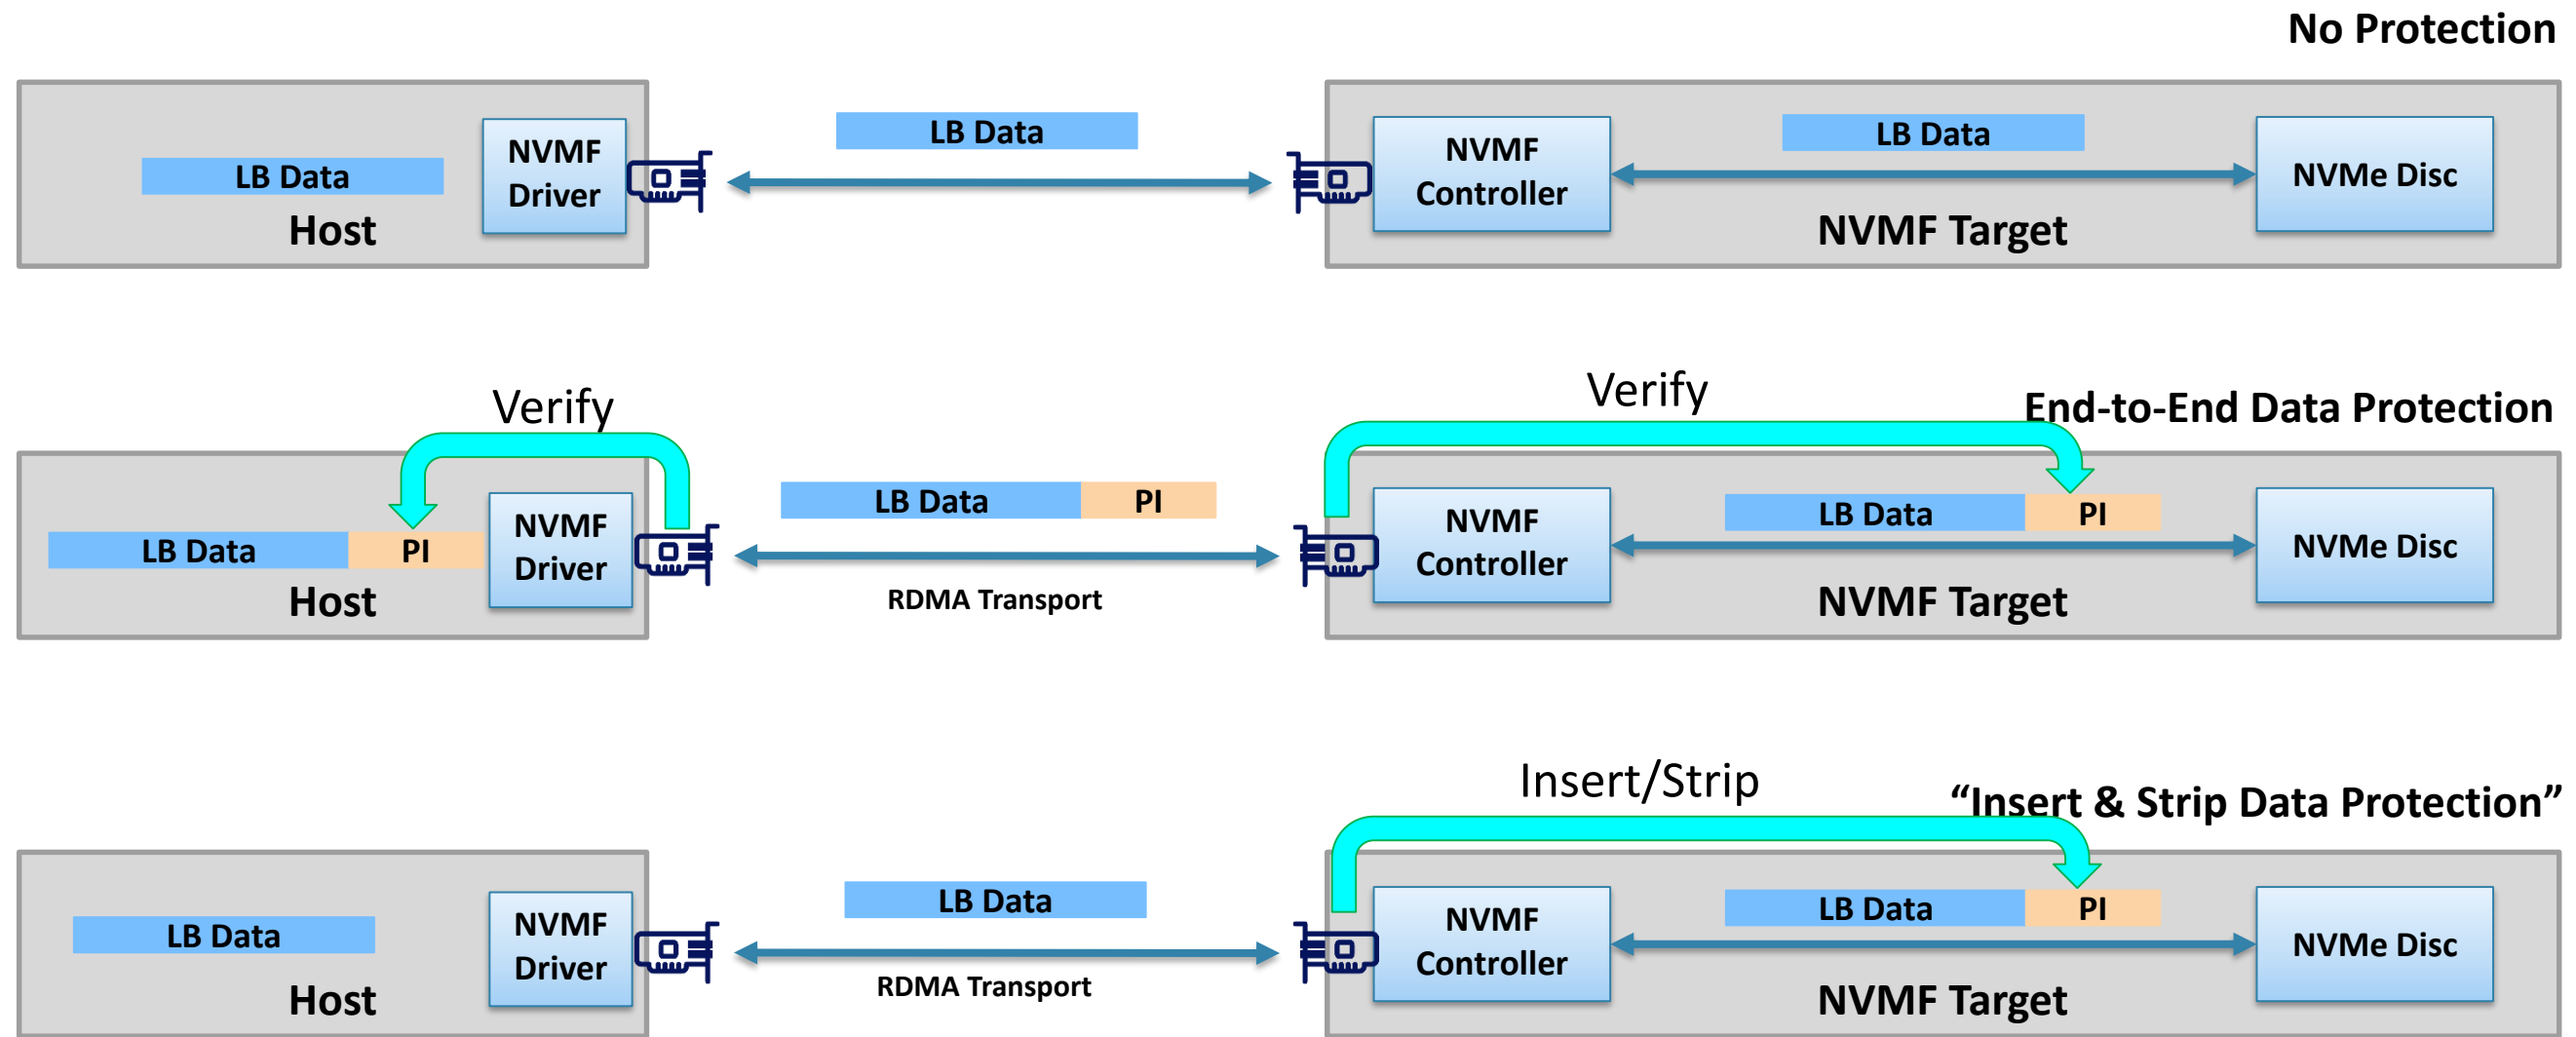 No Protection
LB Data
NVMF
Driver
Host
LB Data
NVMF
Controller
LB Data
NVMe Disc
NVMF Target
End-to-End Data Protection
Verify
LB Data
PI
NVMF
Driver
Host
LB Data
PI
RDMA Transport
Verify
NVMF
Controller
LB Data
PI
NVMe Disc
NVMF Target
“Insert & Strip Data Protection”
LB Data
NVMF
Driver
Host
LB Data
RDMA Transport
Insert/Strip
NVMF
Controller
LB Data
PI
NVMe Disc
NVMF Target